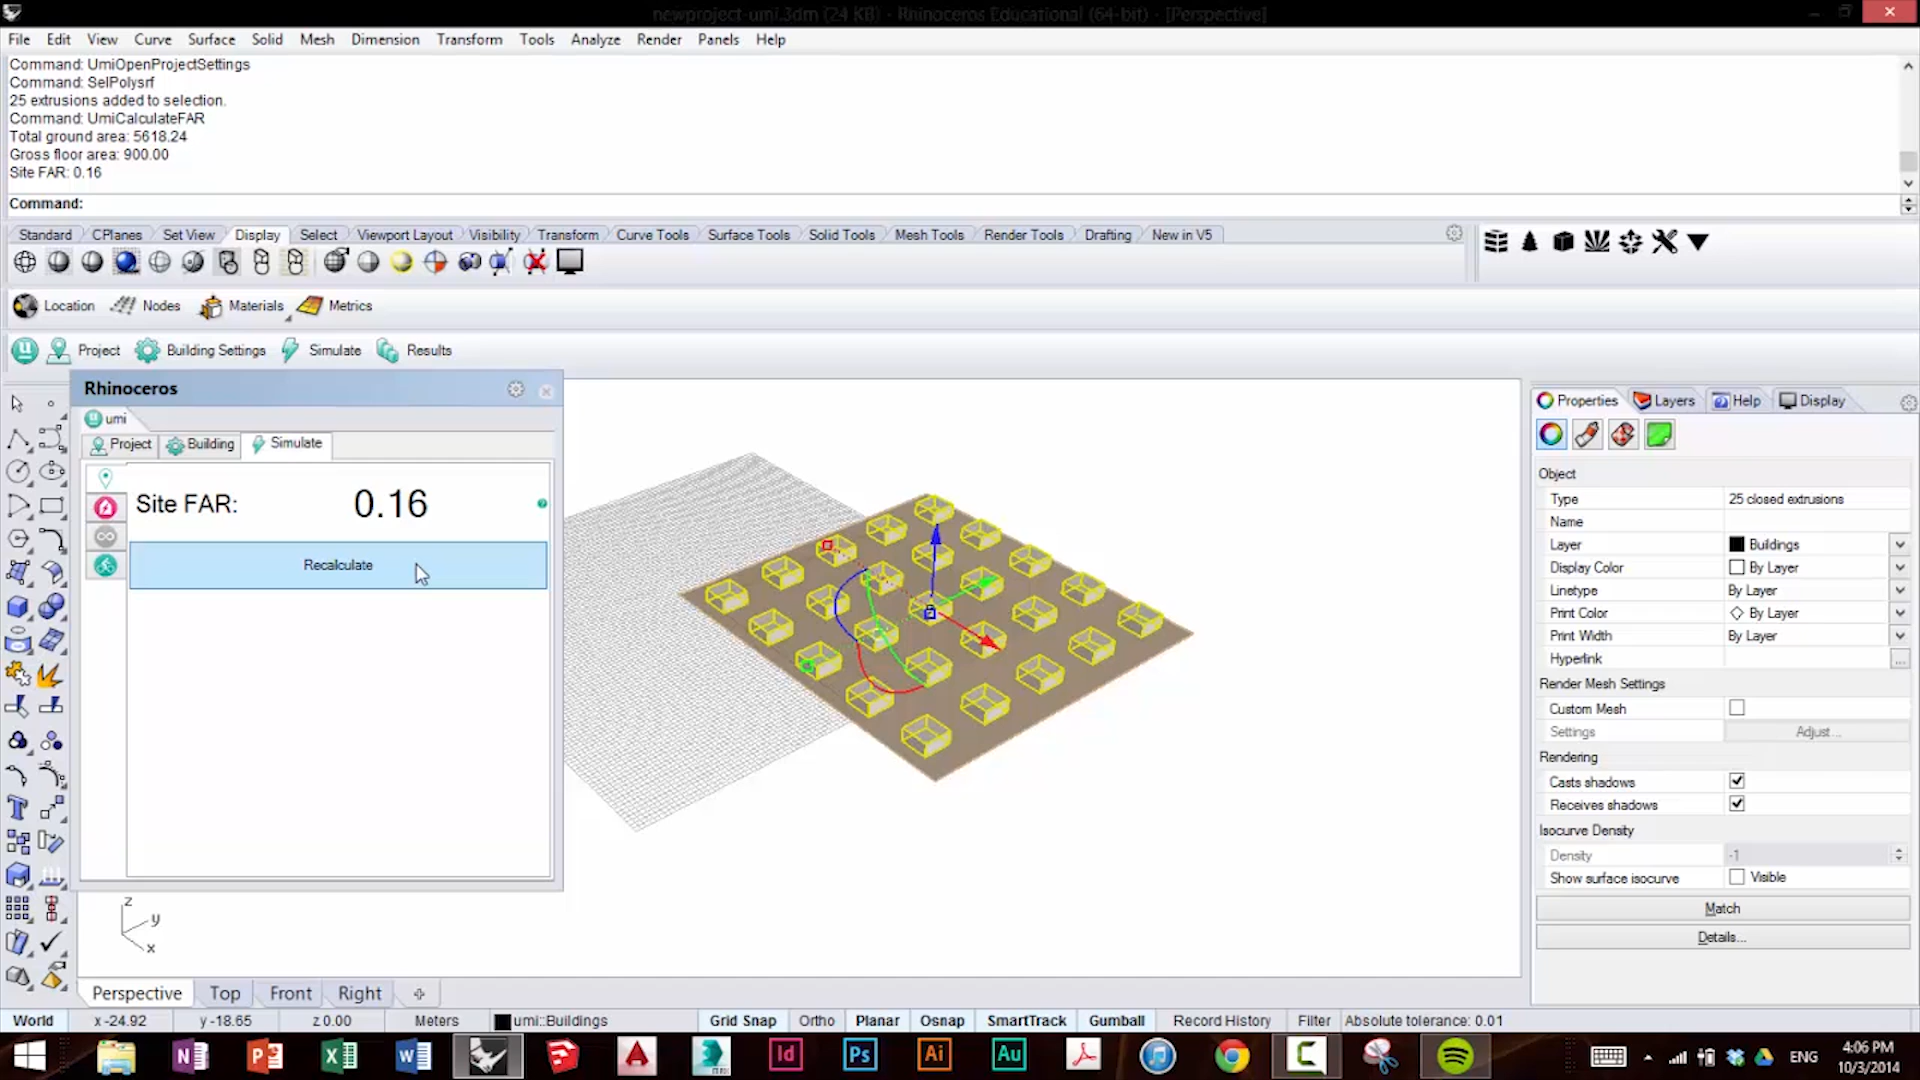 newproject-umi.3dm (24 KB) - Rhinoceros Educational (64-bit) - [Perspective]
File Edit View Curve Surface Solid Mesh Dimension Transform Tools Analyze Render Panels Help
Command: UmiOpenProjectSettings
Command: SelPolysrf
25 extrusions added to selection.
Command: UmiCalculateFAR
Total ground area: 5618.24
Gross floor area: 900.00
Site FAR: 0.16
Command:
Standard CPlanes Set View Display Select Viewport Layout Visibility Transform Curve Tools Surface Tools Solid Tools Mesh Tools Render Tools Drafting New in V5
Location Nodes Materials Metrics
Project Building Settings Simulate Results
Rhinoceros
umi
Project Building Simulate
Site FAR: 0.16
Recalculate
Properties Layers Help Display
Object
Type 25 closed extrusions
Name
Layer Buildings
Display Color By Layer
Linetype By Layer
Print Color By Layer
Print Width By Layer
Hyperlink ...
Render Mesh Settings
Custom Mesh
Settings Adjust...
Rendering
Casts shadows
Receives shadows
Isocurve Density
Density -1
Show surface isocurve Visible
Match
Details...
z
y
x
Perspective Top Front Right
World x -24.92 y -18.65 z 0.00 Meters umi::Buildings Grid Snap Ortho Planar Osnap SmartTrack Gumball Record History Filter Absolute tolerance: 0.01
ENG
4:06 PM
10/3/2014